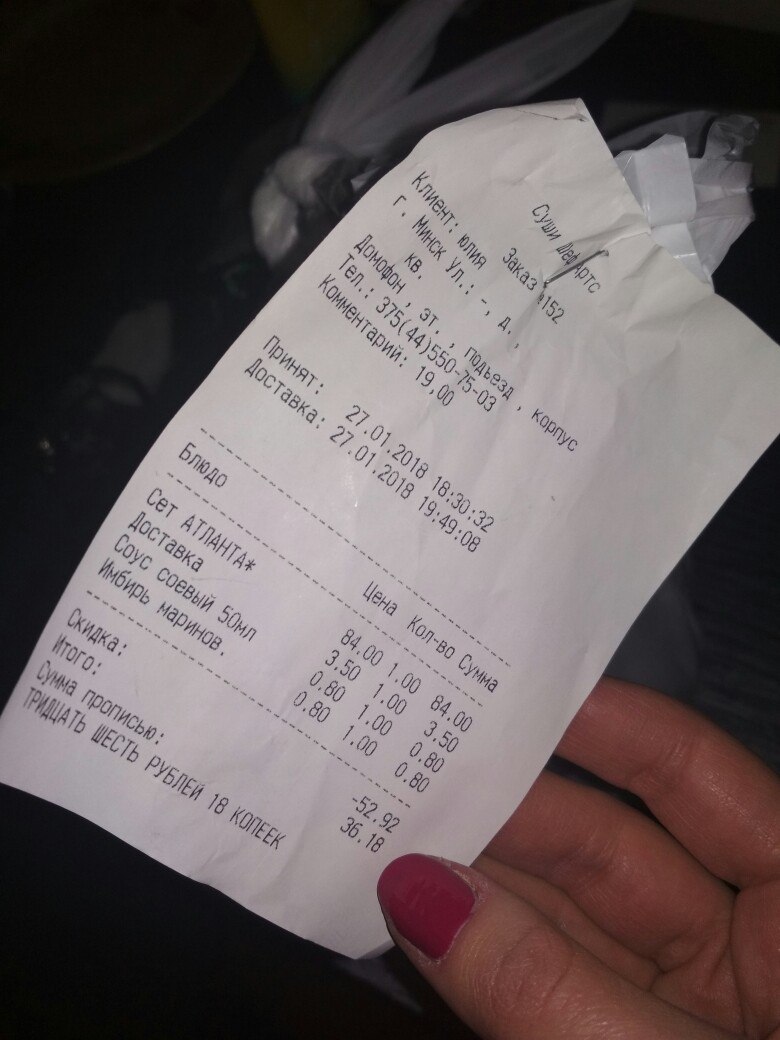 Суши Шеф Артс
Заказ №152
Клиент: Юлия
г. Минск Ул.: -, д.,
кв.
Домофон , эт. , подъезд , корпус
Тел.: 375(44)550-75-03
Комментарий: 19,00
Принят: 27.01.2018 18:30:32
Доставка: 27.01.2018 19:49:08
Блюдо Цена Кол-во Сумма
Сет АТЛАНТА* 84.00 1.00 84.00
Доставка 3.50 1.00 3.50
Соус соевый 50мл 0.80 1.00 0.80
Имбирь маринов. 0.80 1.00 0.80
Скидка: -52.92
Итого: 36.18
Сумма прописью:
ТРИДЦАТЬ ШЕСТЬ РУБЛЕЙ 18 КОПЕЕК